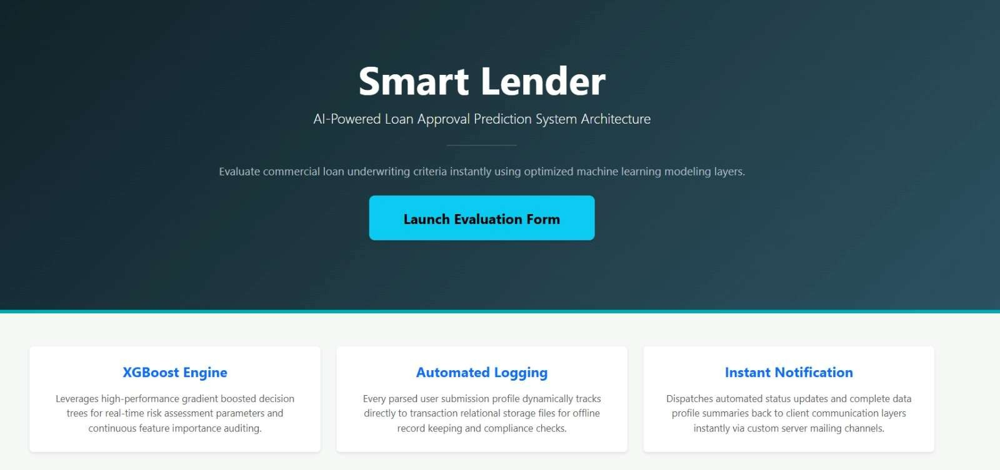 Smart Lender
AI-Powered Loan Approval Prediction System Architecture
Evaluate commercial loan underwriting criteria instantly using optimized machine learning modeling layers.
Launch Evaluation Form
XGBoost Engine
Leverages high-performance gradient boosted decision
trees for real-time risk assessment parameters and
continuous feature importance auditing.
Automated Logging
Every parsed user submission profile dynamically tracks
directly to transaction relational storage files for offline
record keeping and compliance checks.
Instant Notification
Dispatches automated status updates and complete data
profile summaries back to client communication layers
instantly via custom server mailing channels.